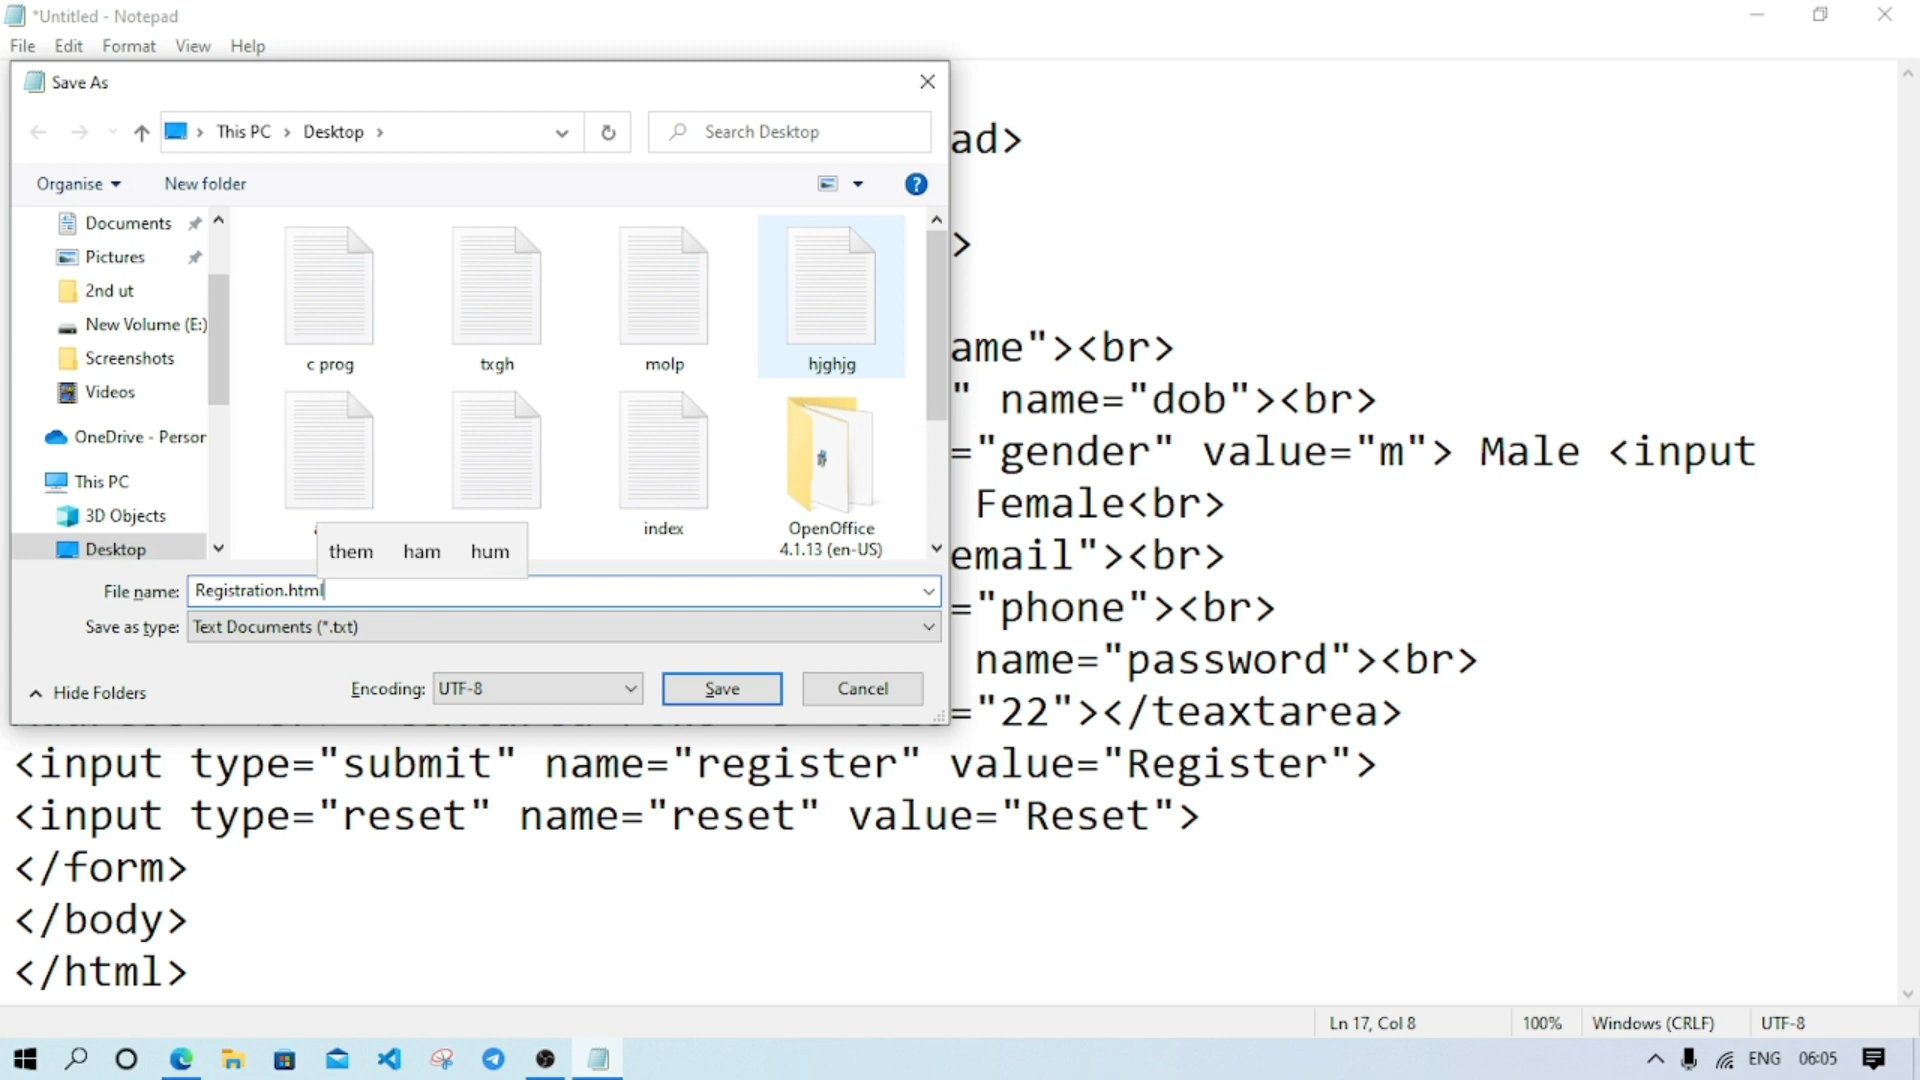 *Untitled - Notepad
File Edit Format View Help
Save As
This PC Desktop
Search Desktop
Organise New folder
Documents
Pictures
2nd ut
New Volume (E:)
Screenshots
Videos
OneDrive - Person
This PC
3D Objects
Desktop
c prog txgh molp hjghjg
index OpenOffice
4.1.13 (en-US)
them ham hum
File name: Registration.html
Save as type: Text Documents (*.txt)
Hide Folders Encoding: UTF-8 Save Cancel
ad>
>
ame"><br>
" name="dob"><br>
="gender" value="m"> Male <input
Female<br>
email"><br>
="phone"><br>
name="password"><br>
="22"></teaxtarea>
<input type="submit" name="register" value="Register">
<input type="reset" name="reset" value="Reset">
</form>
</body>
</html>
Ln 17, Col 8 100% Windows (CRLF) UTF-8
ENG 06:05